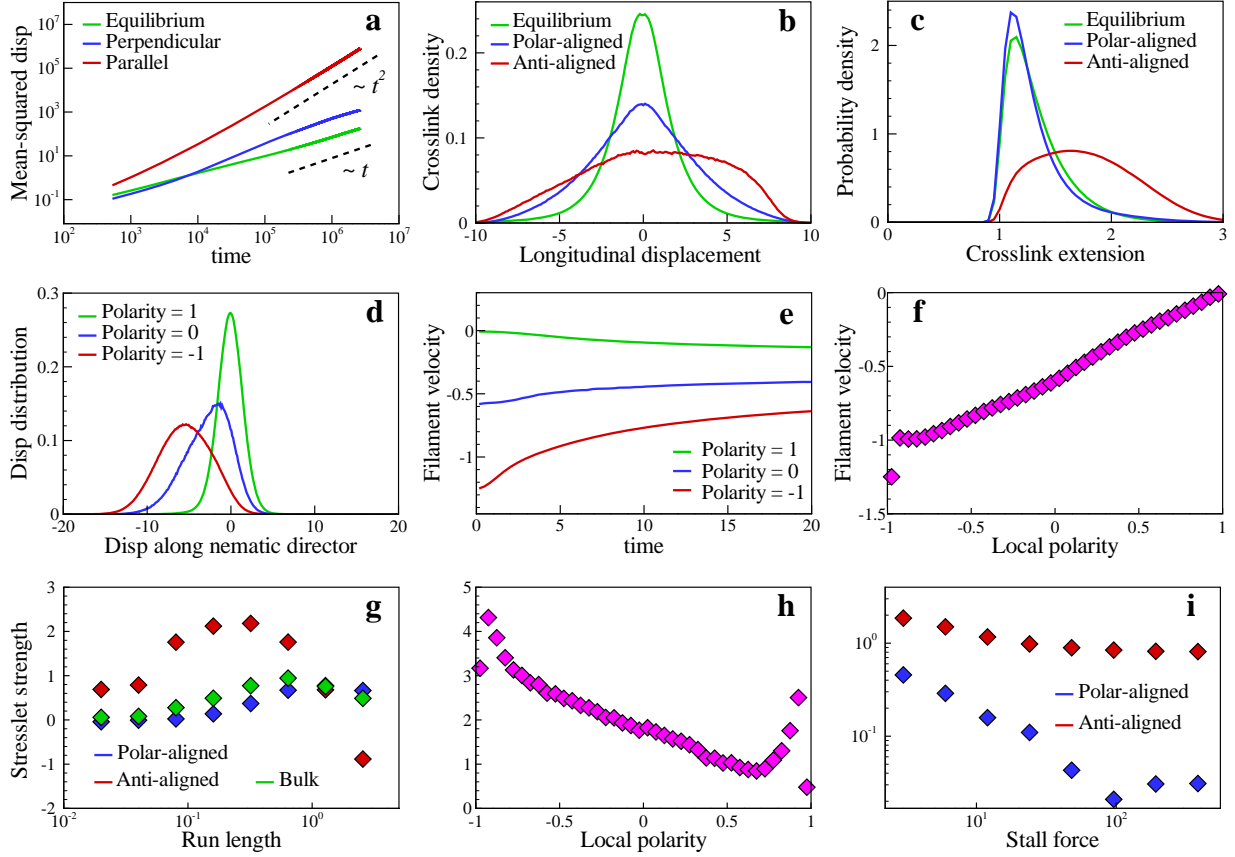 a
Mean-squared disp
10^7
10^5
10^3
10^1
10^-1
Equilibrium
Perpendicular
Parallel
~ t^2
~ t
10^2
10^3
10^4
10^5
10^6
10^7
time
b
Crosslink density
0.2
0.1
0
Equilibrium
Polar-aligned
Anti-aligned
-10
-5
0
5
10
Longitudinal displacement
c
Probability density
2
1
0
Equilibrium
Polar-aligned
Anti-aligned
0
1
2
3
Crosslink extension
d
Disp distribution
0.3
0.2
0.1
0
Polarity = 1
Polarity = 0
Polarity = -1
-20
-10
0
10
20
Disp along nematic director
e
Filament velocity
0
-0.5
-1
Polarity = 1
Polarity = 0
Polarity = -1
0
5
10
15
20
time
f
Filament velocity
0
-0.5
-1
-1.5
-1
-0.5
0
0.5
1
Local polarity
g
Stresslet strength
3
2
1
0
-1
-2
Polar-aligned
Anti-aligned
Bulk
10^-2
10^-1
10^0
Run length
h
5
4
3
2
1
0
-1
-0.5
0
0.5
1
Local polarity
i
10^0
10^-1
Polar-aligned
Anti-aligned
10^1
10^2
Stall force